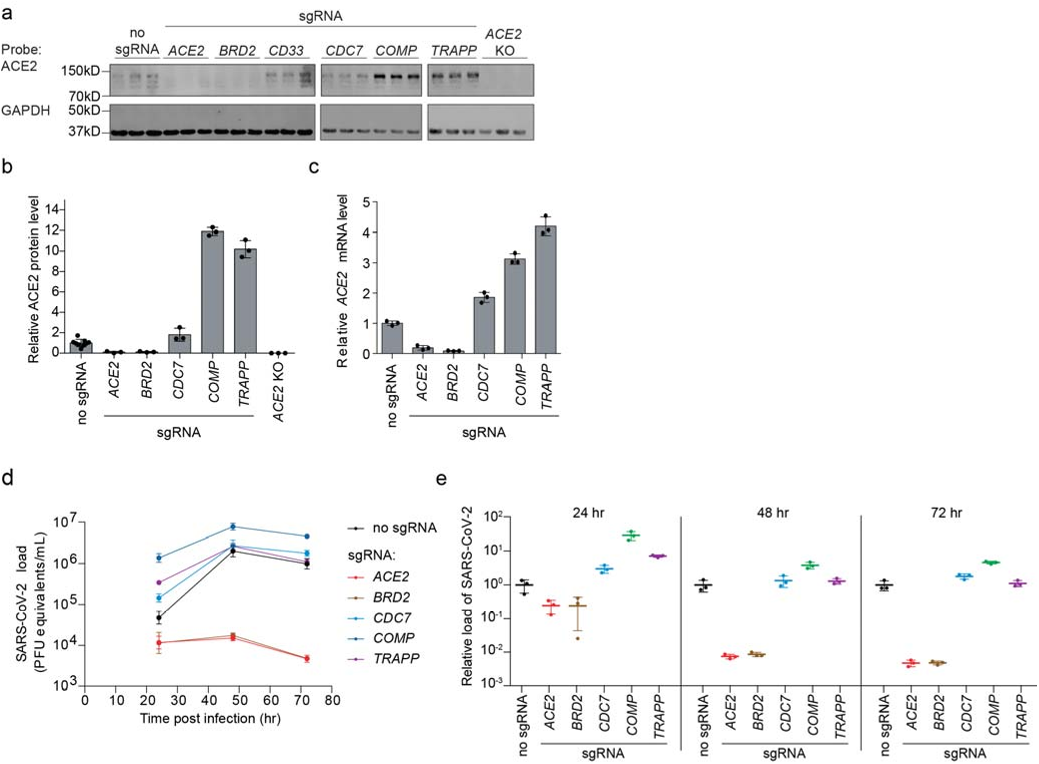 a
sgRNA
no
sgRNA
ACE2
BRD2
CD33
CDC7
COMP
TRAPP
ACE2
KO
Probe:
ACE2
150kD
70kD
GAPDH
50kD
37kD
b
Relative ACE2 protein level
14
12
10
8
6
4
2
0
no sgRNA
ACE2
BRD2
CDC7
COMP
TRAPP
ACE2 KO
sgRNA
c
Relative ACE2 mRNA level
5
4
3
2
1
0
no sgRNA
ACE2
BRD2
CDC7
COMP
TRAPP
sgRNA
d
SARS-CoV-2 load
(PFU equivalents/mL)
10⁷
10⁶
10⁵
10⁴
10³
0 10 20 30 40 50 60 70 80
Time post infection (hr)
no sgRNA
sgRNA:
ACE2
BRD2
CDC7
COMP
TRAPP
e
Relative load of SARS-CoV-2
10²
10¹
10⁰
10⁻¹
10⁻²
10⁻³
24 hr
48 hr
72 hr
no sgRNA
ACE2
BRD2
CDC7
COMP
TRAPP
sgRNA
no sgRNA
ACE2
BRD2
CDC7
COMP
TRAPP
sgRNA
no sgRNA
ACE2
BRD2
CDC7
COMP
TRAPP
sgRNA